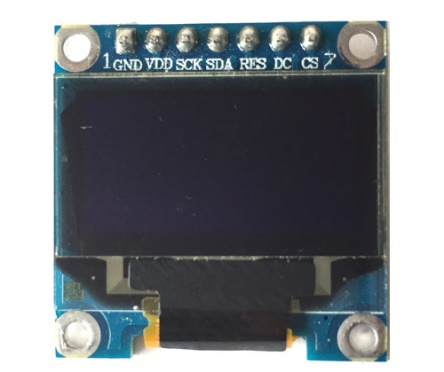 1 GND VDD SCK SDA RES DC CS 7